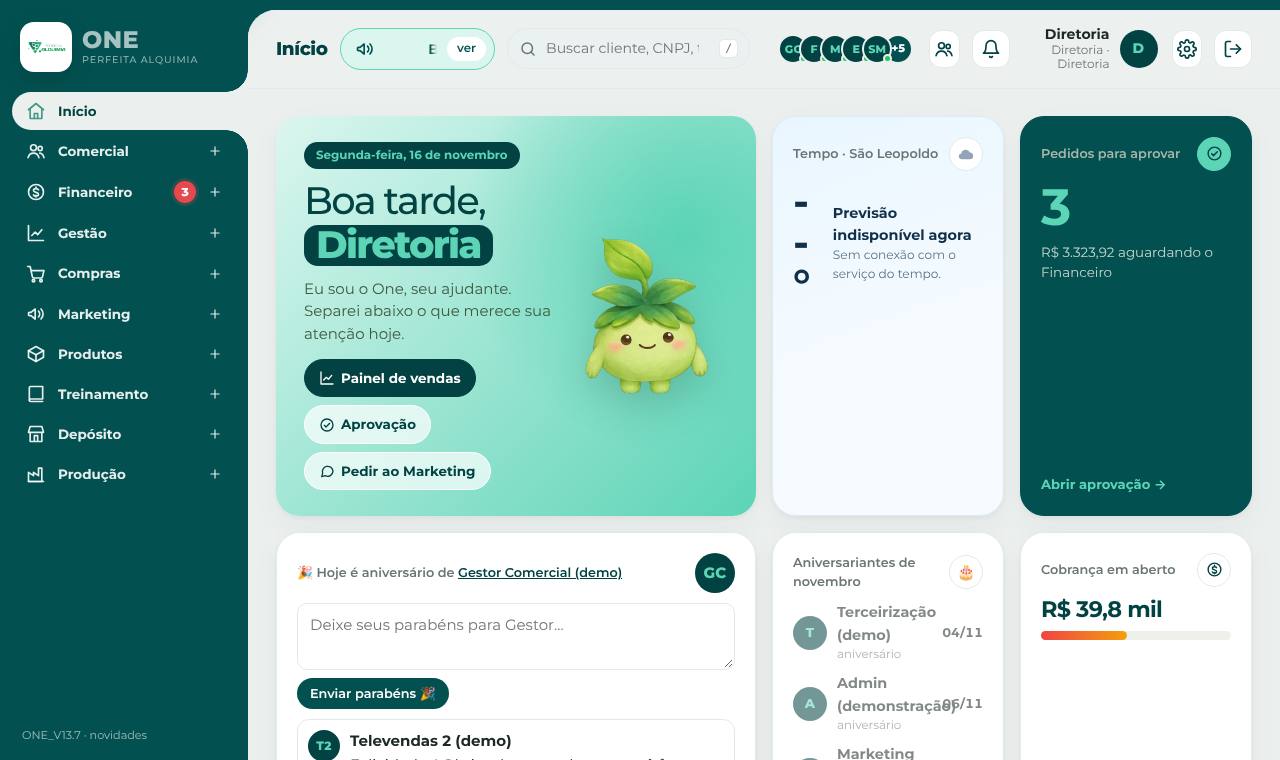 ONE
PERFEITA ALQUIMIA
Início
Comercial
Financeiro
3
Gestão
Compras
Marketing
Produtos
Treinamento
Depósito
Produção
ONE_V13.7 · novidades
Início
ver
Buscar cliente, CNPJ,
/
GC
F
M
E
SM
+5
Diretoria
Diretoria ·
Diretoria
D
Segunda-feira, 16 de novembro
Boa tarde,
Diretoria
Eu sou o One, seu ajudante.
Separei abaixo o que merece sua
atenção hoje.
Painel de vendas
Aprovação
Pedir ao Marketing
Tempo · São Leopoldo
--°
Previsão
indisponível agora
Sem conexão com o
serviço do tempo.
Pedidos para aprovar
3
R$ 3.323,92 aguardando o
Financeiro
Abrir aprovação →
🎉 Hoje é aniversário de Gestor Comercial (demo)
GC
Deixe seus parabéns para Gestor...
Enviar parabéns 🎉
T2
Televendas 2 (demo)
Aniversariantes de
novembro
T
Terceirização
(demo)
04/11
aniversário
A
Admin
(demonstração)
06/11
aniversário
Marketing
Cobrança em aberto
R$ 39,8 mil